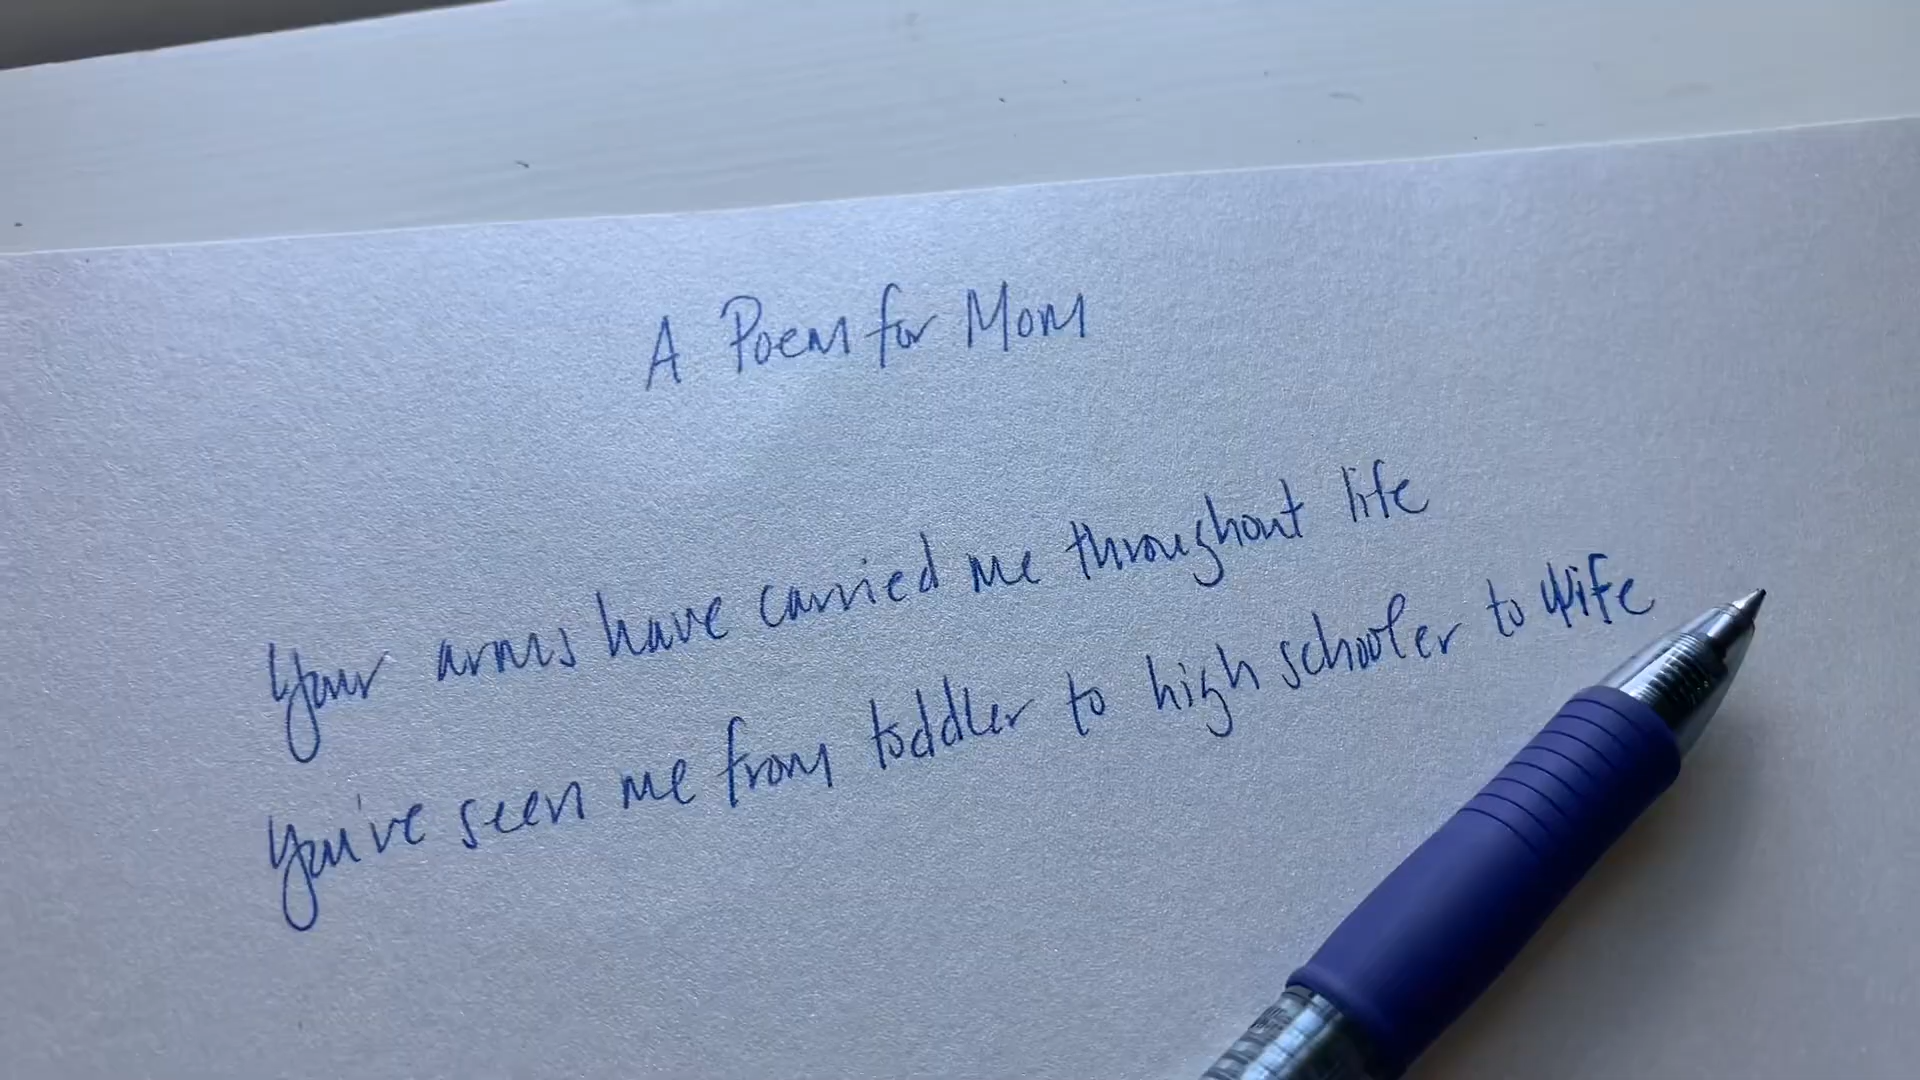 A Poem for Mom
Your arms have carried me throughout life
You've seen me from toddler to high schooler to wife